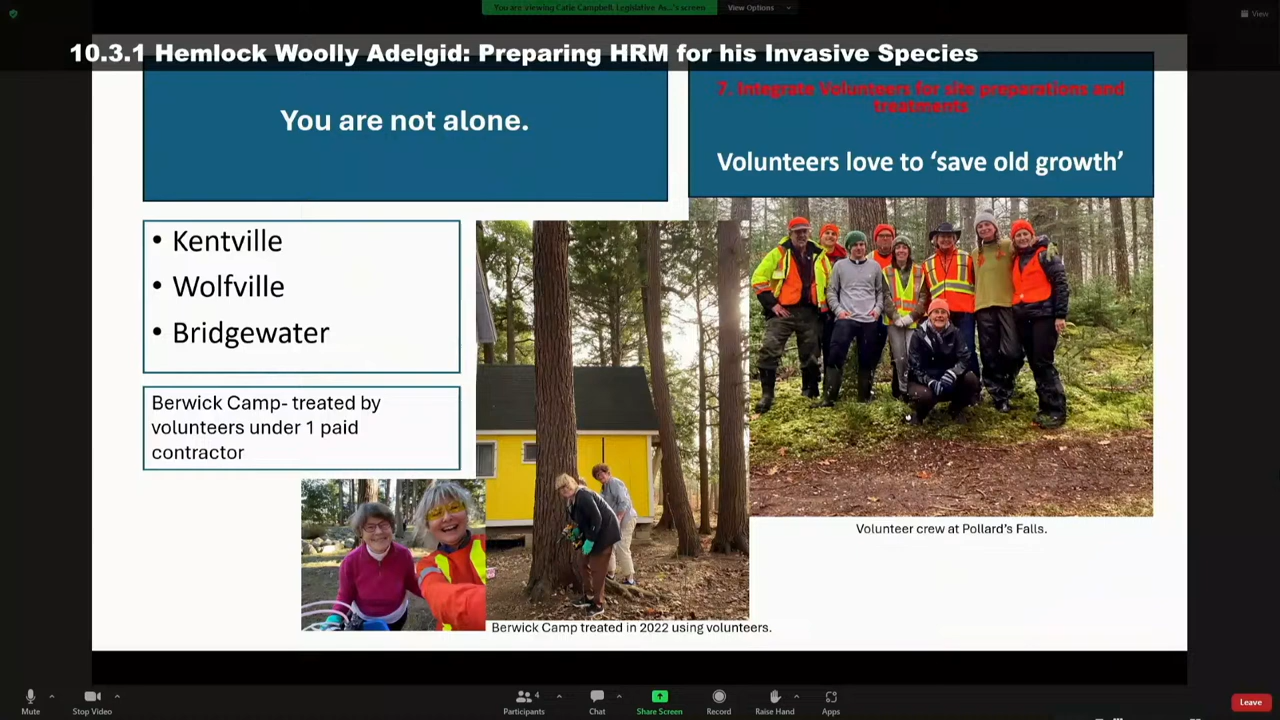 You are viewing Catie Campbell, Legislative As...'s screen
View Options
View
10.3.1 Hemlock Woolly Adelgid: Preparing HRM for his Invasive Species
You are not alone.
7. Integrate Volunteers for site preparations and
treatments
Volunteers love to ‘save old growth’
• Kentville
• Wolfville
• Bridgewater
Berwick Camp- treated by
volunteers under 1 paid
contractor
Volunteer crew at Pollard’s Falls.
Berwick Camp treated in 2022 using volunteers.
Mute
Stop Video
4
Participants
Chat
Share Screen
Record
Raise Hand
Apps
Leave